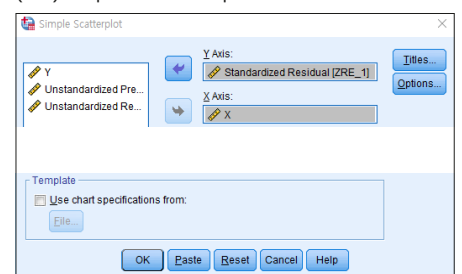 Simple Scatterplot
Y Axis:
Titles...
Y
Standardized Residual [ZRE_1]
Unstandardized Pre...
Options...
Unstandardized Re...
X Axis:
X
Template
Use chart specifications from:
File...
OK Paste Reset Cancel Help